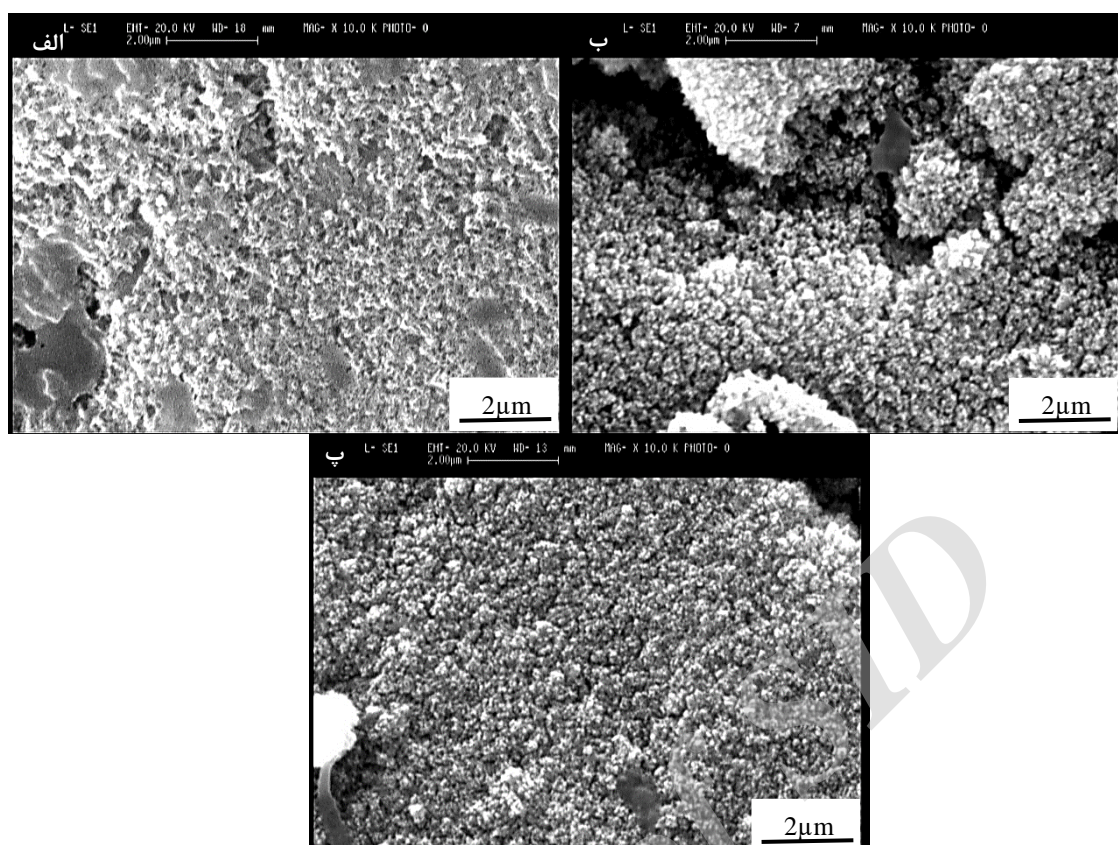 الف
L- SE1 EHT- 20.0 KV WD- 18 mm MAG- X 10.0 K PHOTO- 0
2.00µm
2µm
ب
L- SE1 EHT- 20.0 KV WD- 7 mm MAG- X 10.0 K PHOTO- 0
2.00µm
2µm
پ
L- SE1 EHT- 20.0 KV WD- 13 mm MAG- X 10.0 K PHOTO- 0
2.00µm
2µm
SID